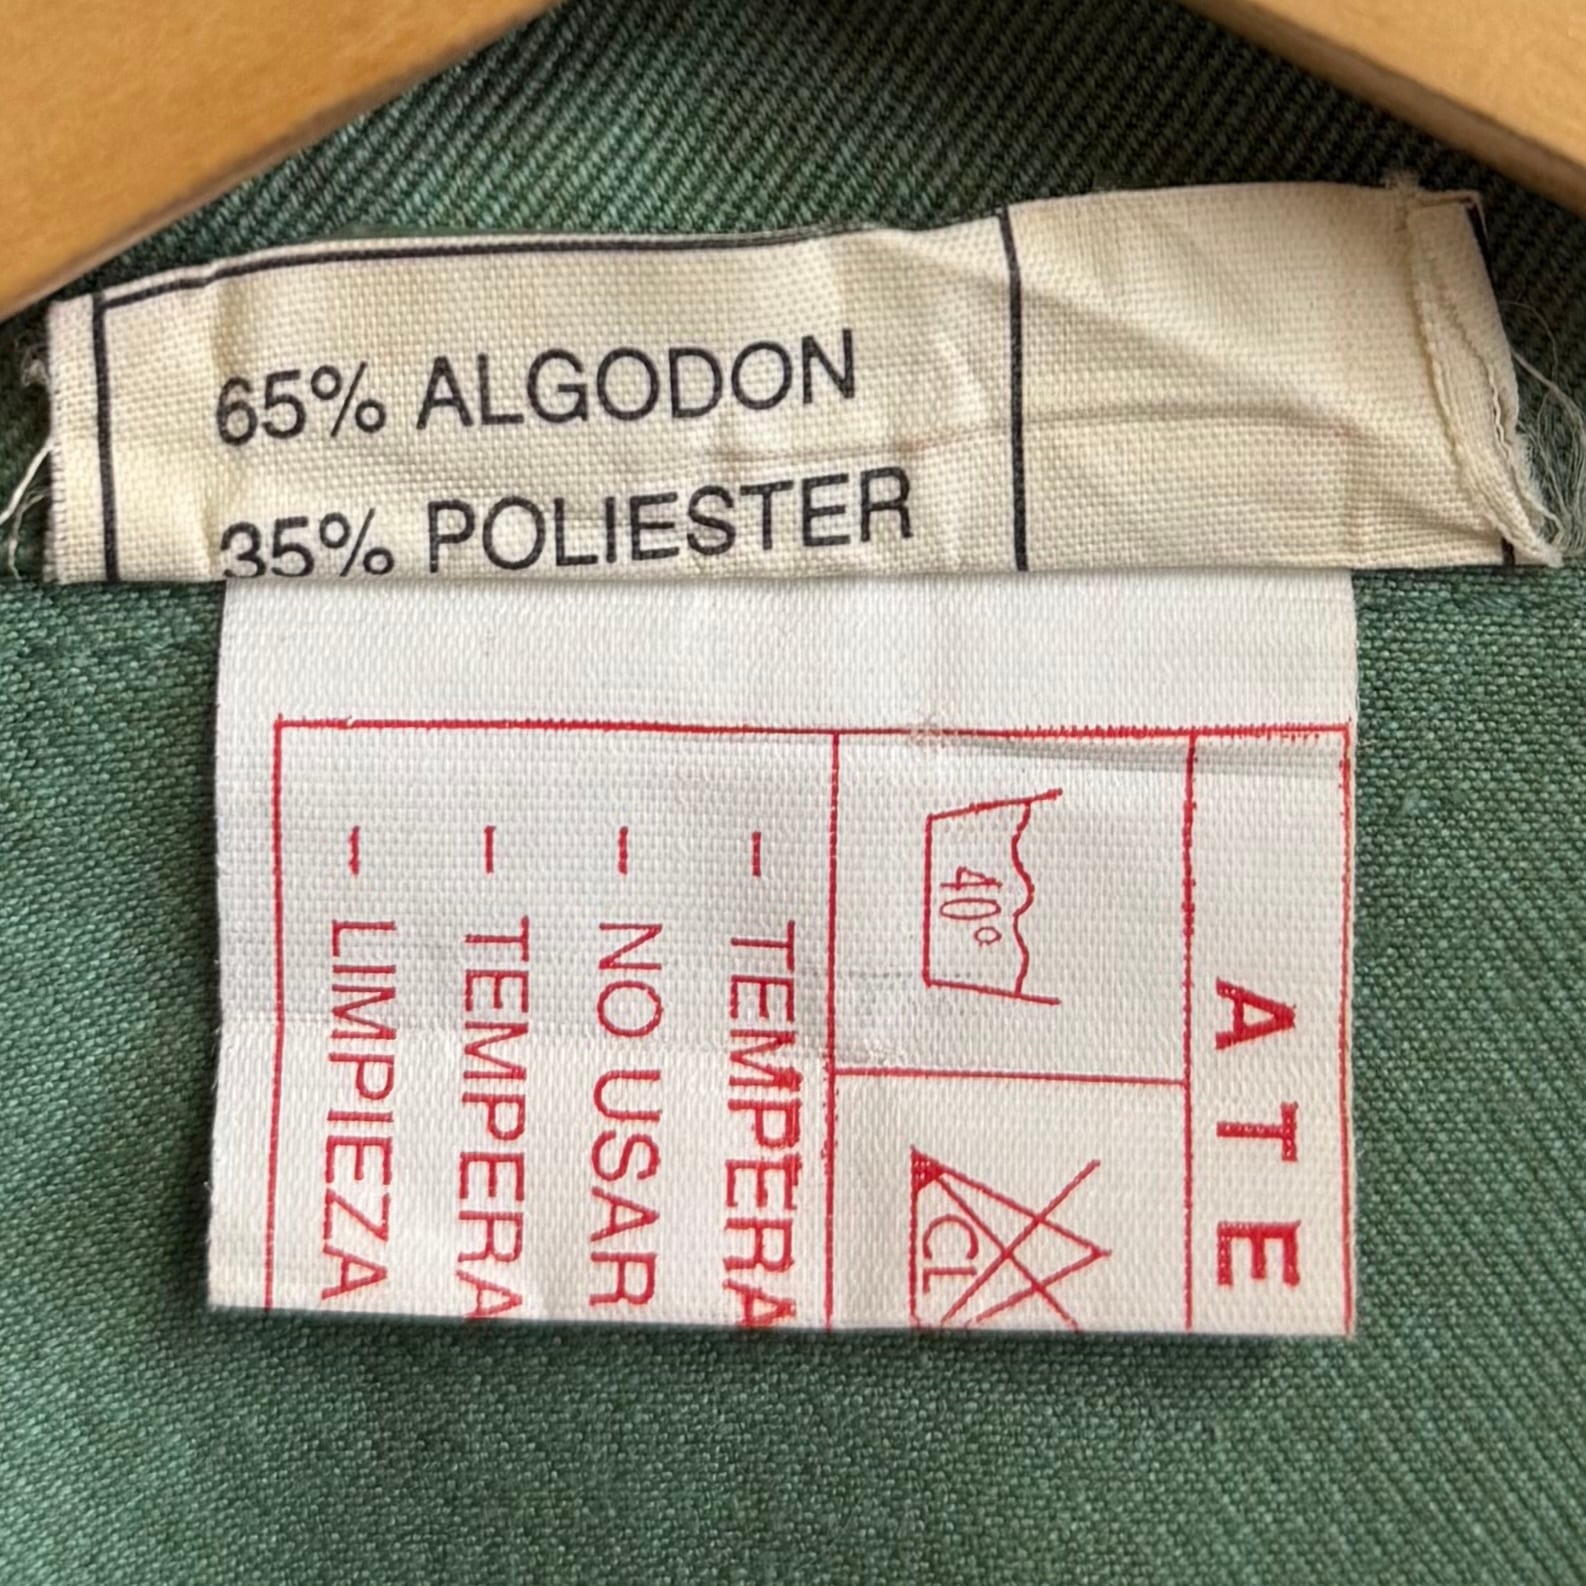 65% ALGODON
35% POLIESTER
ATE
40°
CL
- TEMPERA
- NO USAR
- TEMPERA
- LIMPIEZA